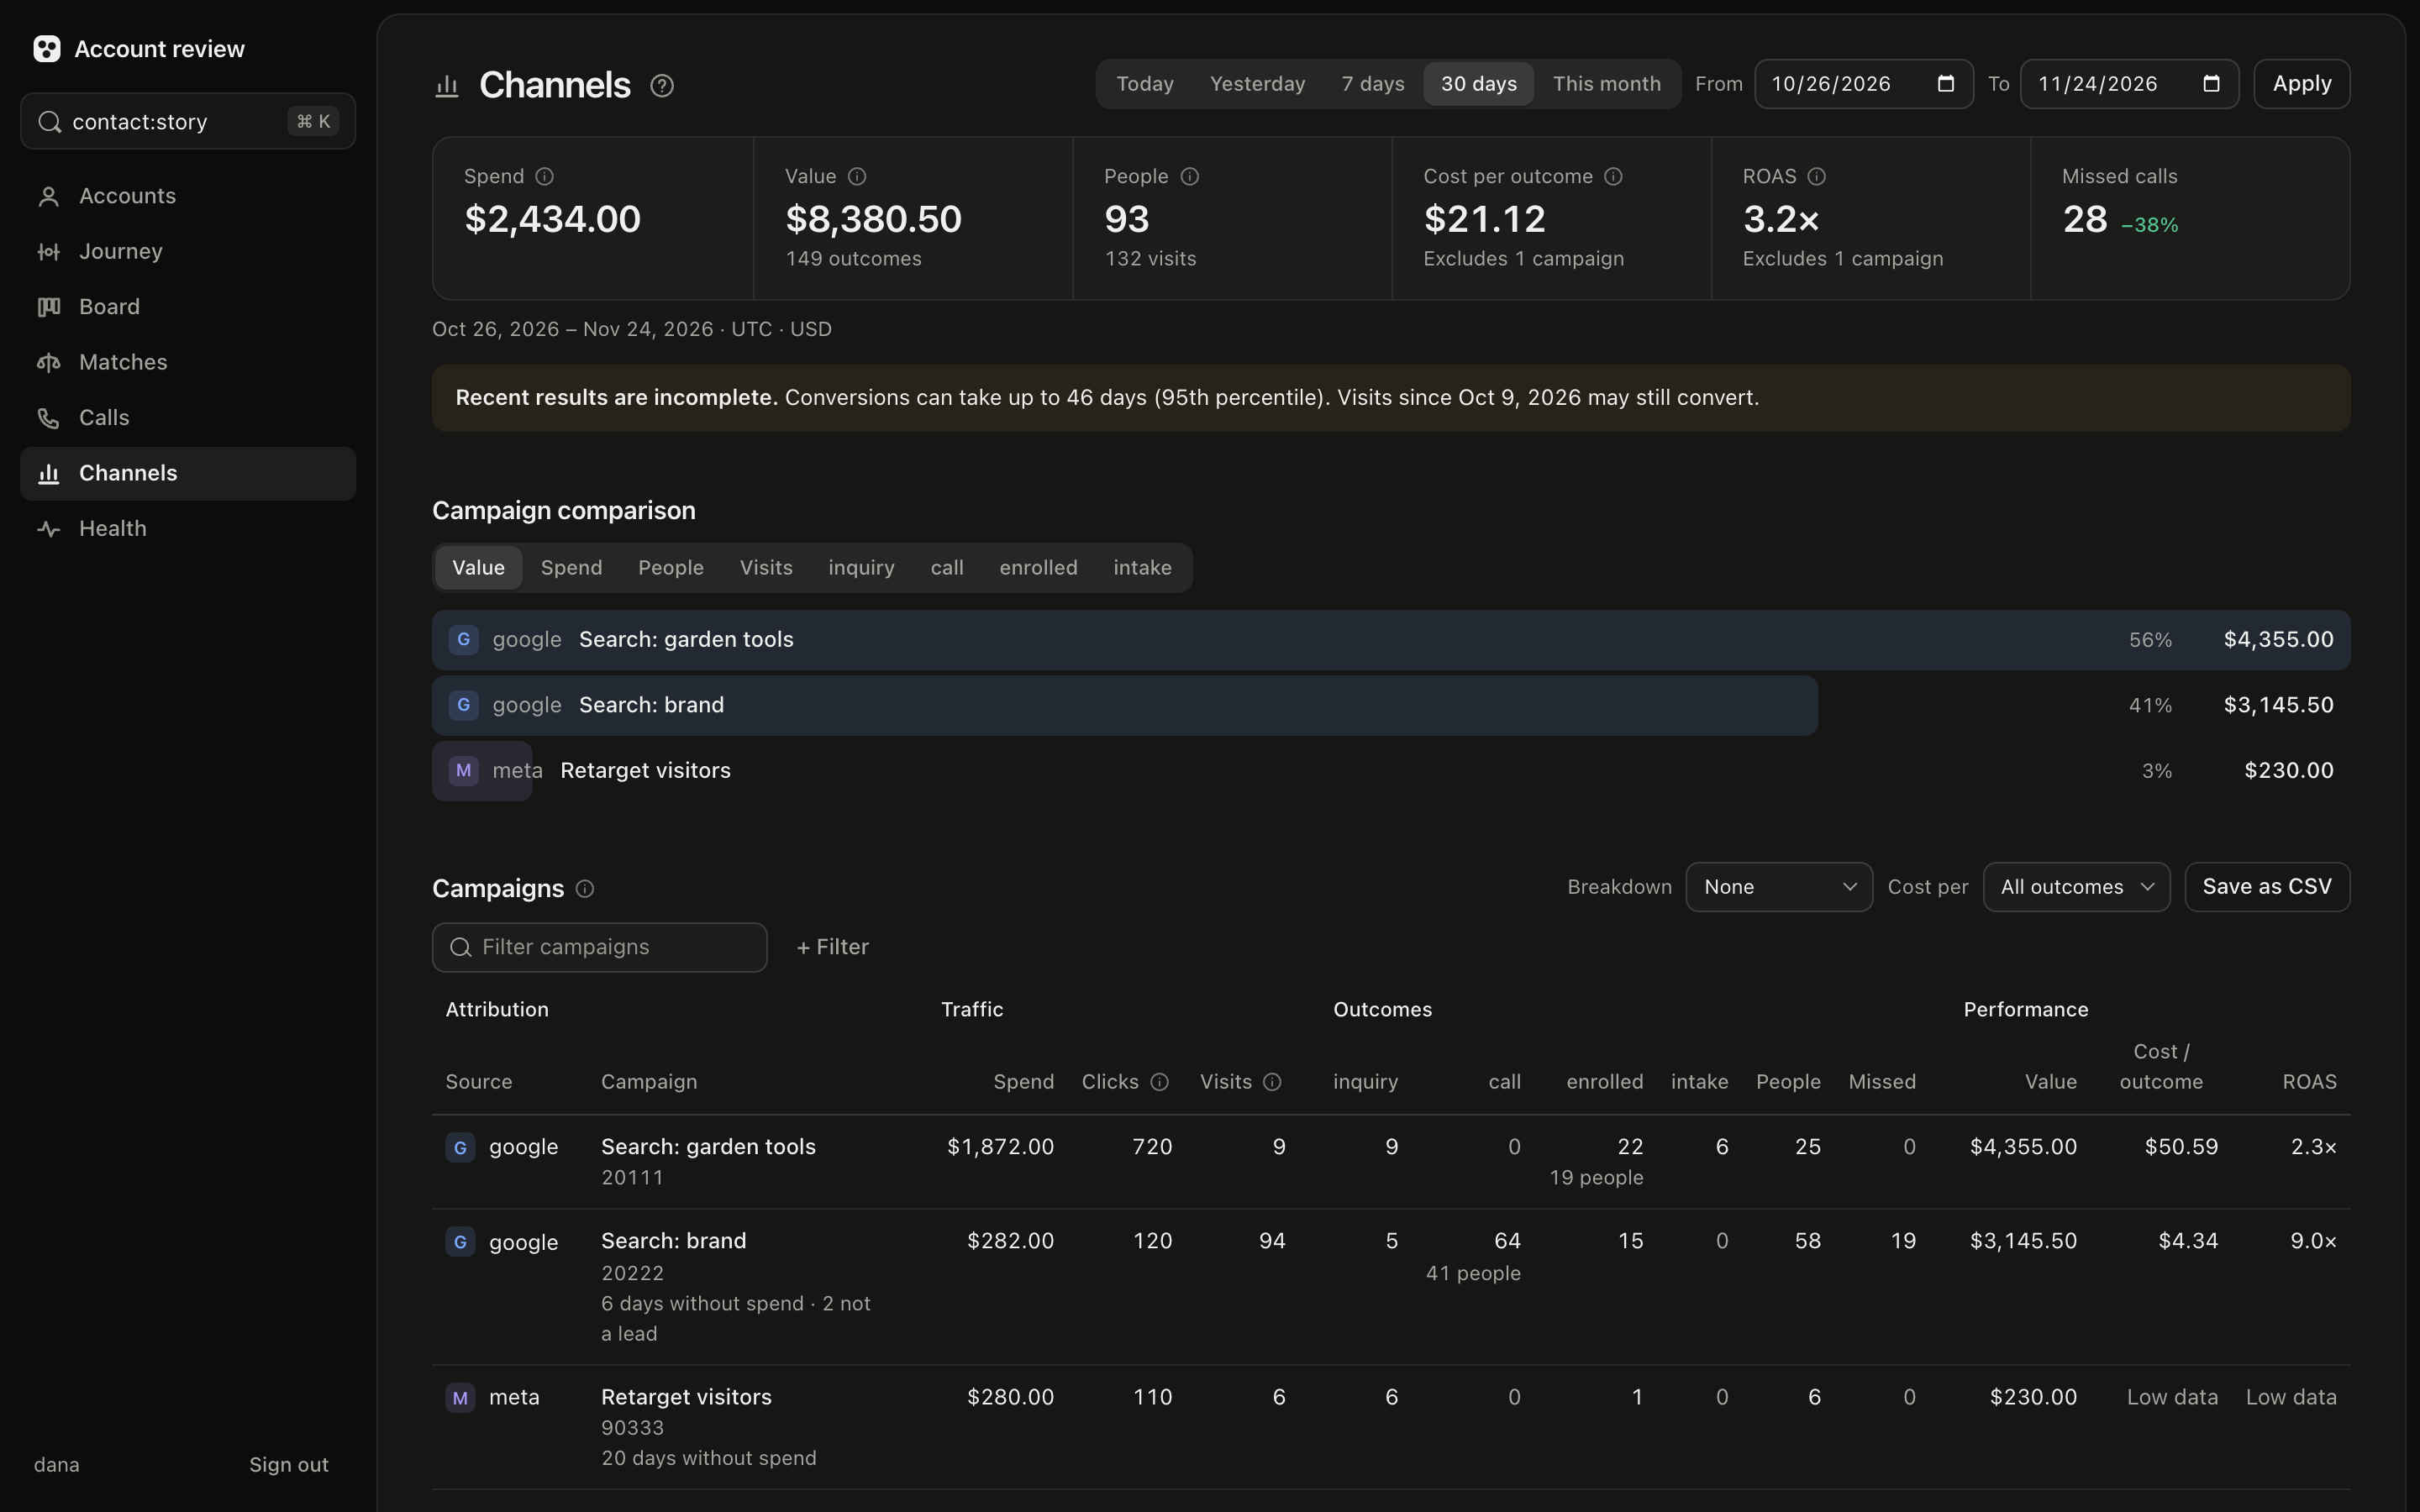 Account review
contact:story ⌘ K
Accounts
Journey
Board
Matches
Calls
Channels
Health
dana Sign out
Channels
Today Yesterday 7 days 30 days This month From 10/26/2026 To 11/24/2026 Apply
Spend
$2,434.00
Value
$8,380.50
149 outcomes
People
93
132 visits
Cost per outcome
$21.12
Excludes 1 campaign
ROAS
3.2×
Excludes 1 campaign
Missed calls
28 −38%
Oct 26, 2026 – Nov 24, 2026 · UTC · USD
Recent results are incomplete. Conversions can take up to 46 days (95th percentile). Visits since Oct 9, 2026 may still convert.
Campaign comparison
Value Spend People Visits inquiry call enrolled intake
G google Search: garden tools 56% $4,355.00
G google Search: brand 41% $3,145.50
M meta Retarget visitors 3% $230.00
Campaigns
Breakdown None Cost per All outcomes Save as CSV
Filter campaigns + Filter
Attribution Traffic Outcomes Performance
Source Campaign Spend Clicks Visits inquiry call enrolled intake People Missed Value Cost / outcome ROAS
G google Search: garden tools $1,872.00 720 9 9 0 22 6 25 0 $4,355.00 $50.59 2.3×
20111 19 people
G google Search: brand $282.00 120 94 5 64 15 0 58 19 $3,145.50 $4.34 9.0×
20222 41 people
6 days without spend · 2 not
a lead
M meta Retarget visitors $280.00 110 6 6 0 1 0 6 0 $230.00 Low data Low data
90333
20 days without spend